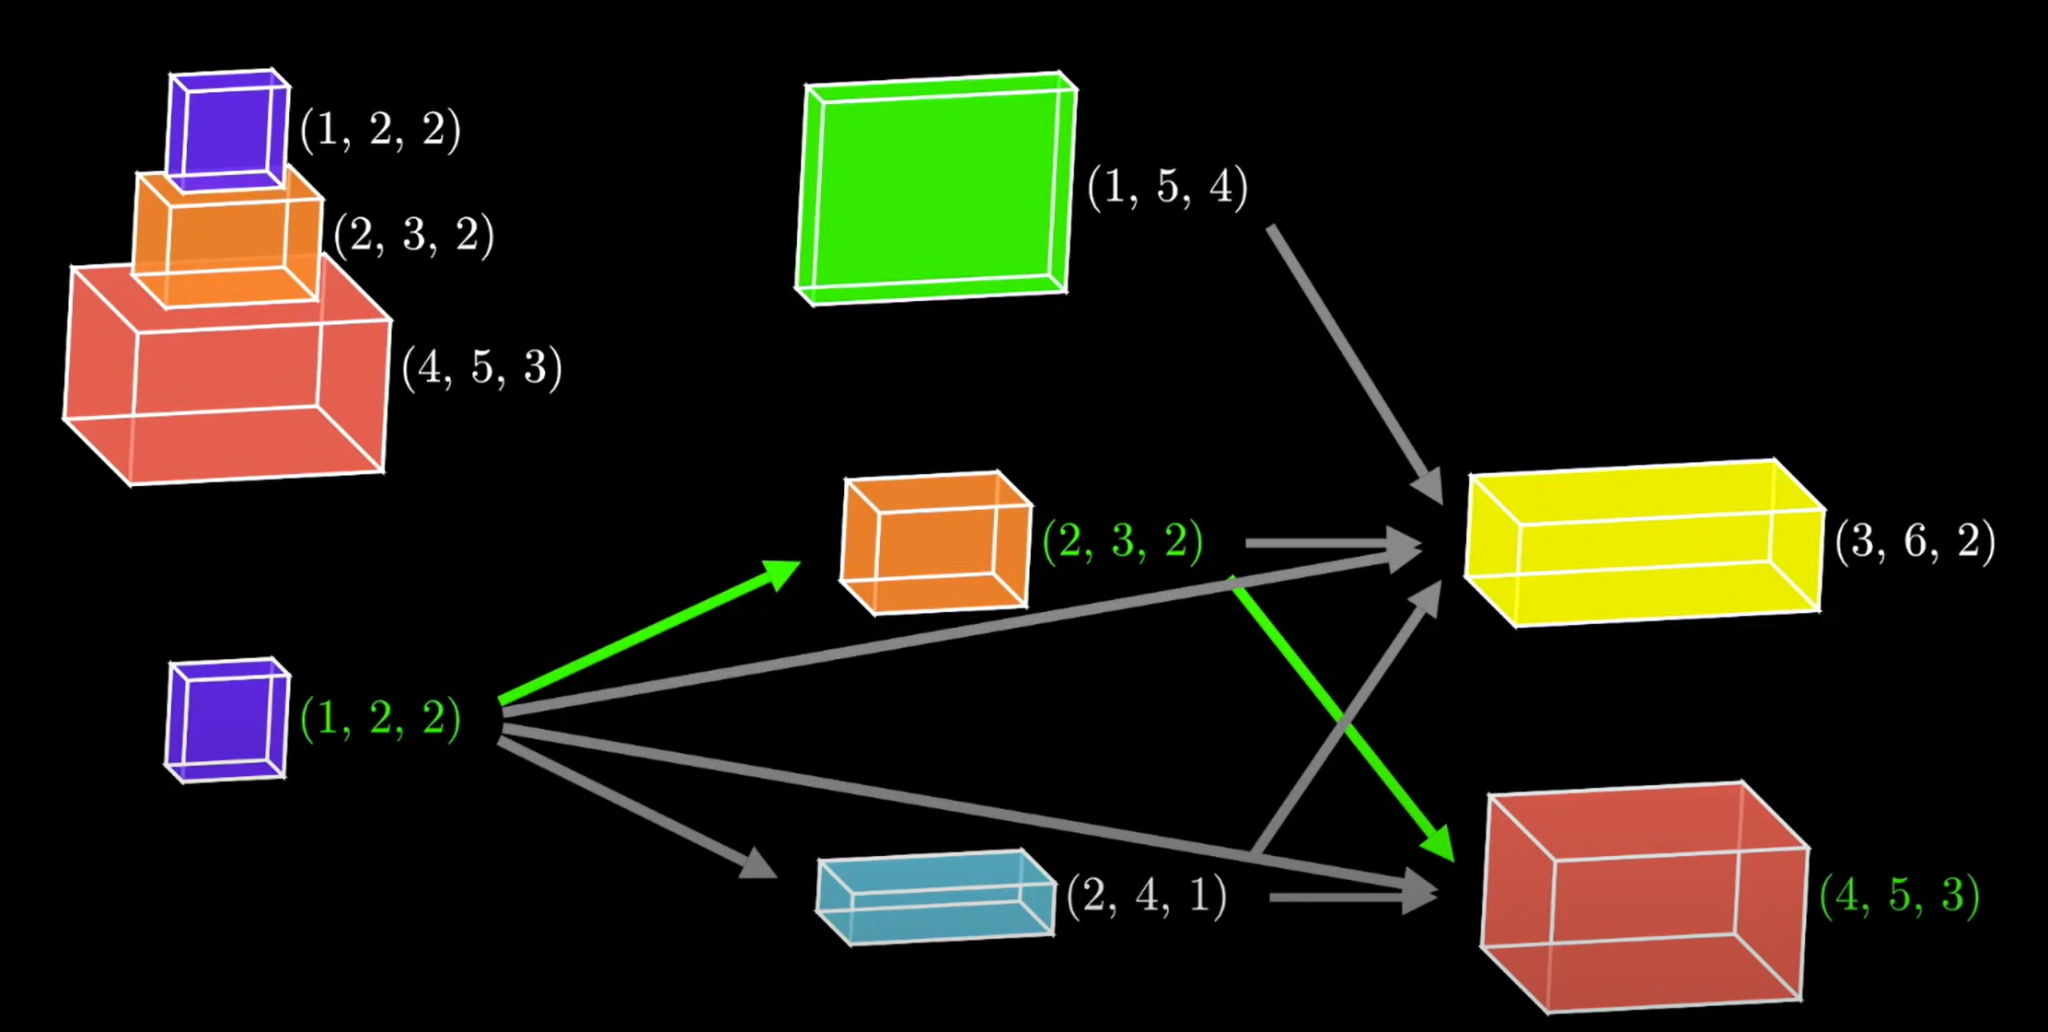 (1, 2, 2)
(2, 3, 2)
(4, 5, 3)
(1, 5, 4)
(2, 3, 2)
(3, 6, 2)
(1, 2, 2)
(2, 4, 1)
(4, 5, 3)